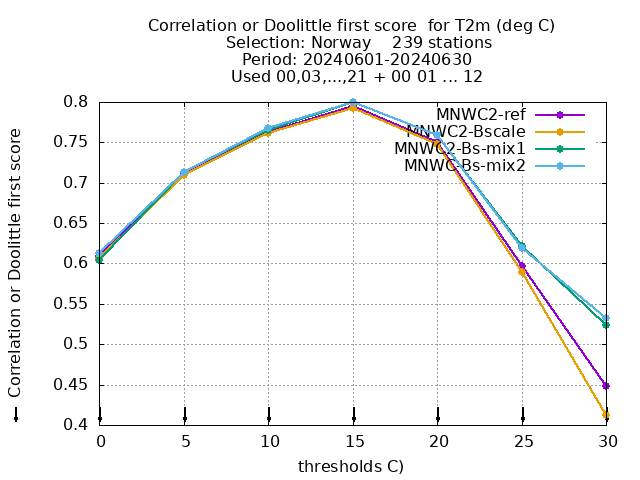 Correlation or Doolittle first score  for T2m (deg C)
Selection: Norway    239 stations
Period: 20240601-20240630
Used 00,03,...,21 + 00 01 ... 12
Correlation or Doolittle first score
0.8
0.75
0.7
0.65
0.6
0.55
0.5
0.45
0.4
MNWC2-ref
MNWC2-Bscale
MNWC2-Bs-mix1
MNWC-Bs-mix2
0 5 10 15 20 25 30
thresholds C)